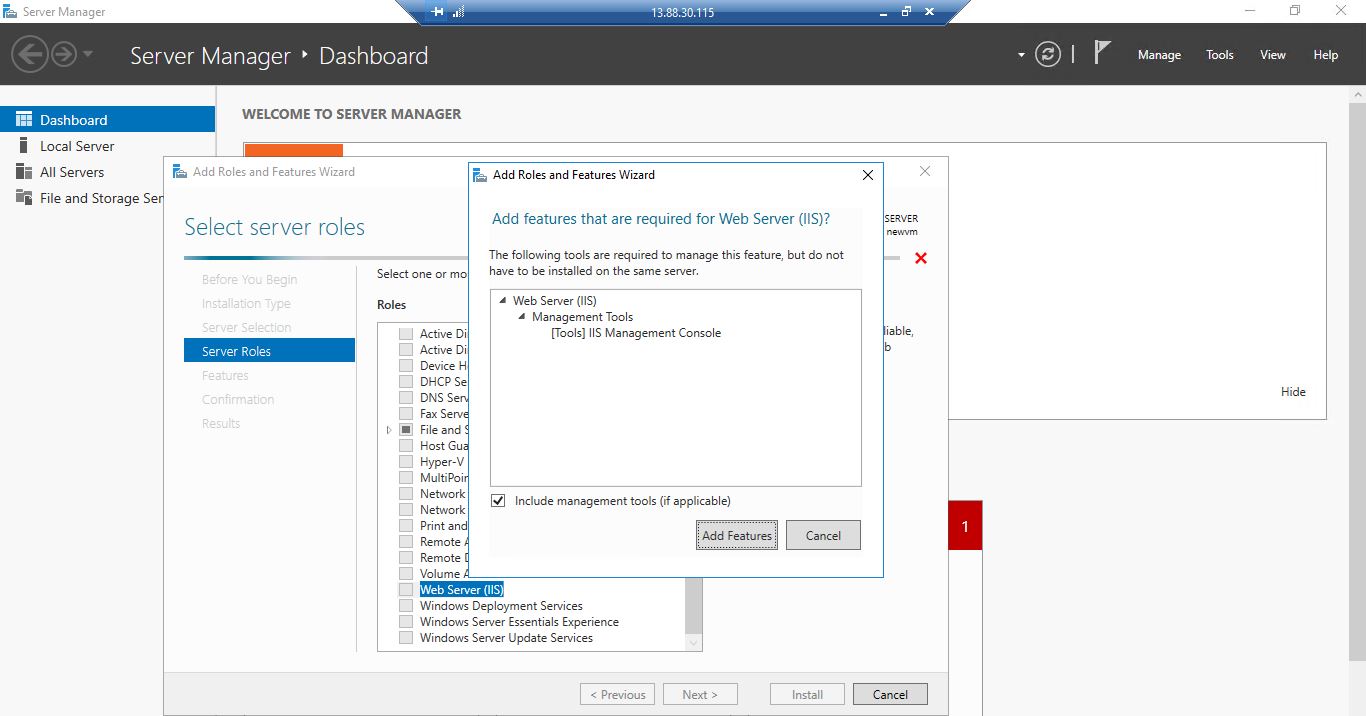 Server Manager
13.88.30.115
Server Manager
Dashboard
Manage
Tools
View
Help
Dashboard
Local Server
All Servers
File and Storage Ser
WELCOME TO SERVER MANAGER
Hide
1
Add Roles and Features Wizard
Select server roles
SERVER
newvm
Before You Begin
Installation Type
Server Selection
Server Roles
Features
Confirmation
Results
Select one or mo
Roles
Active Di
Active Di
Device H
DHCP Se
DNS Serv
Fax Serve
File and S
Host Gua
Hyper-V
MultiPoin
Network
Network
Print and
Remote A
Remote D
Volume A
Web Server (IIS)
Windows Deployment Services
Windows Server Essentials Experience
Windows Server Update Services
liable,
b
< Previous
Next >
Install
Cancel
Add Roles and Features Wizard
Add features that are required for Web Server (IIS)?
The following tools are required to manage this feature, but do not
have to be installed on the same server.
Web Server (IIS)
Management Tools
[Tools] IIS Management Console
Include management tools (if applicable)
Add Features
Cancel